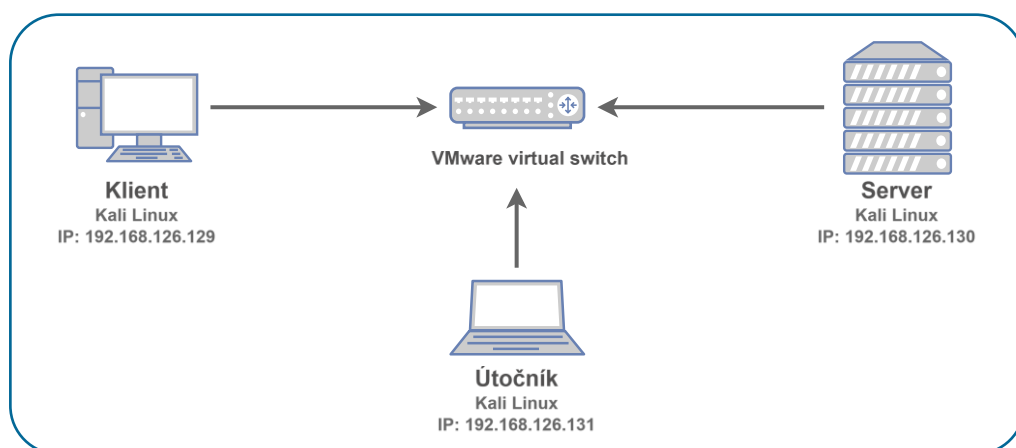 VMware virtual switch
Klient
Kali Linux
IP: 192.168.126.129
Server
Kali Linux
IP: 192.168.126.130
Útočník
Kali Linux
IP: 192.168.126.131